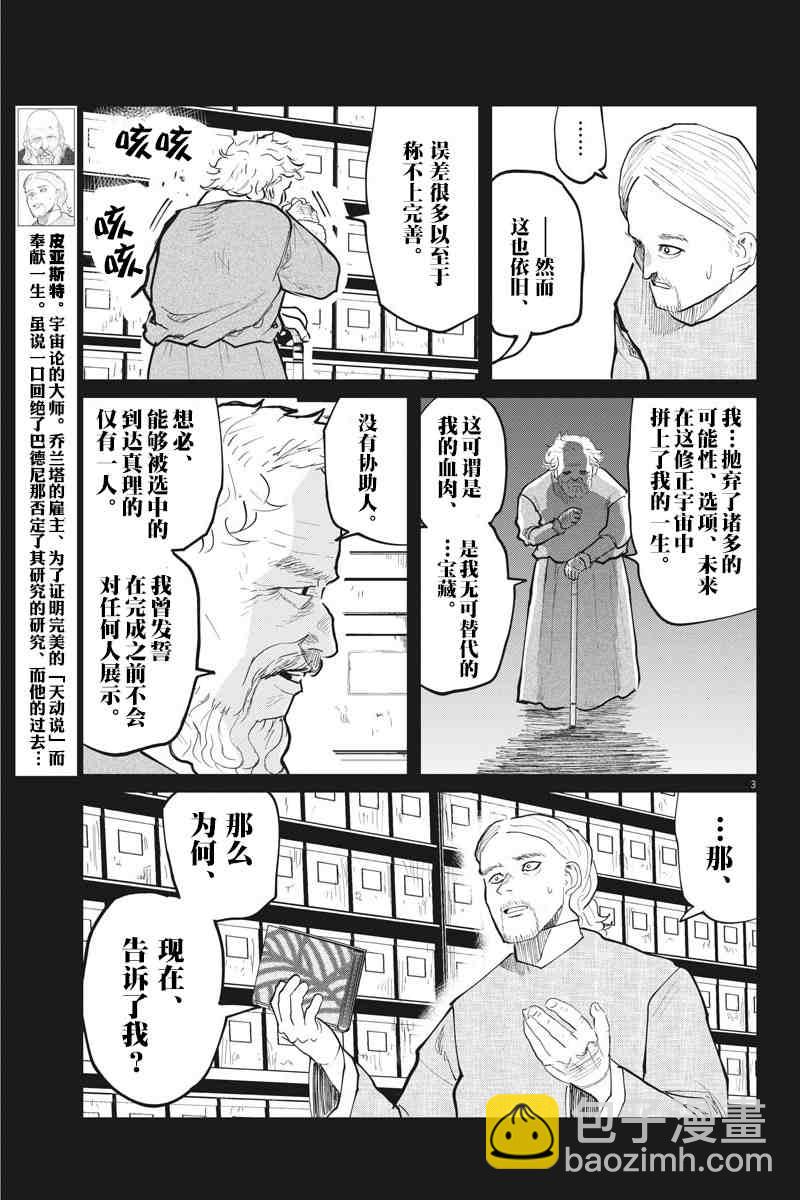 ……
——然而
这也依旧、
误差很多以至于
称不上完善。
咳
咳
咳
咳
我…抛弃了诸多的
可能性、选项、未来
在这修正宇宙中
拼上了我的一生。
这可谓是
我的血肉、
是我无可替代的
…宝藏。
没有协助人。
想必、
能够被选中的
到达真理的
仅有一人。
我曾发誓
在完成之前不会
对任何人展示。
3
…那、
那么
为何、
现在、
告诉了我？
皮亚斯特。宇宙论的大师。乔兰塔的雇主、为了证明完美的「天动说」而
奉献一生。虽说一口回绝了巴德尼那否定了其研究的研究、而他的过去…
包子漫畫
baozimh.com